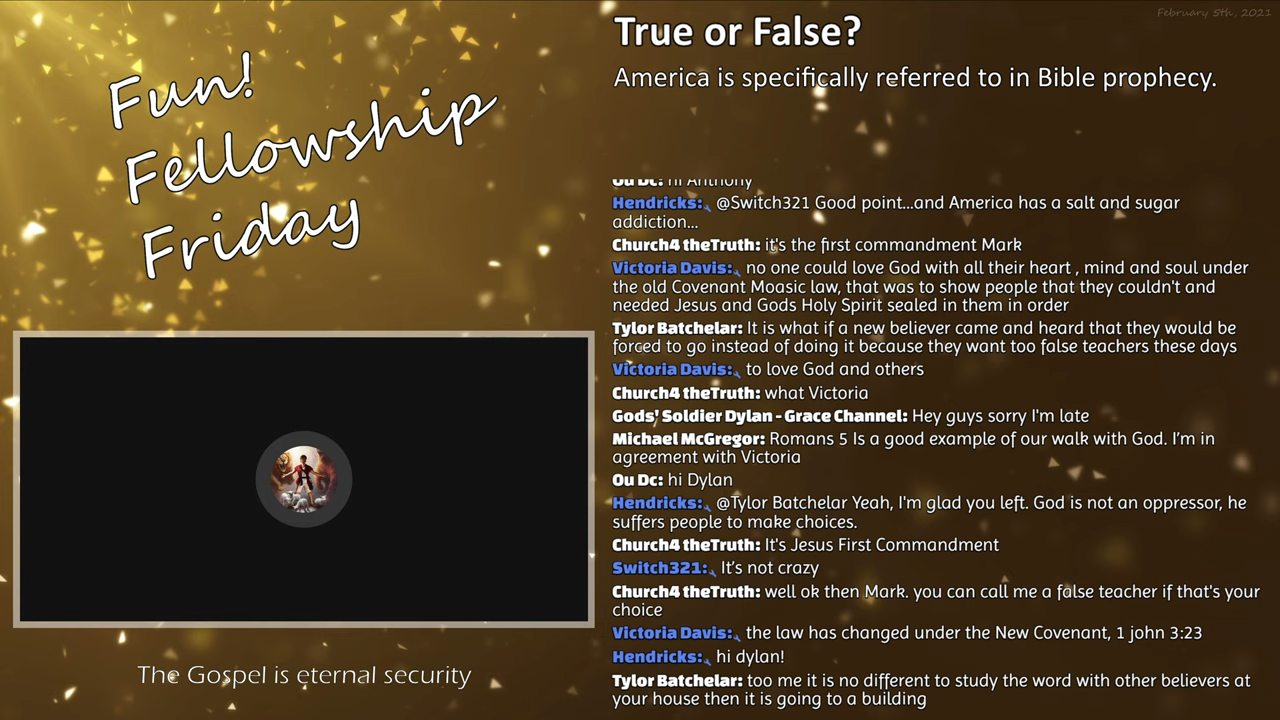 February 5th, 2021
Fun!
Fellowship
Friday
The Gospel is eternal security
True or False?
America is specifically referred to in Bible prophecy.
Ou Dc: hi Anthony
Hendricks: @Switch321 Good point...and America has a salt and sugar
addiction...
Church4 theTruth: it's the first commandment Mark
Victoria Davis: no one could love God with all their heart , mind and soul under
the old Covenant Moasic law, that was to show people that they couldn't and
needed Jesus and Gods Holy Spirit sealed in them in order
Tylor Batchelar: It is what if a new believer came and heard that they would be
forced to go instead of doing it because they want too false teachers these days
Victoria Davis: to love God and others
Church4 theTruth: what Victoria
Gods' Soldier Dylan - Grace Channel: Hey guys sorry I'm late
Michael McGregor: Romans 5 Is a good example of our walk with God. I’m in
agreement with Victoria
Ou Dc: hi Dylan
Hendricks: @Tylor Batchelar Yeah, I'm glad you left. God is not an oppressor, he
suffers people to make choices.
Church4 theTruth: It's Jesus First Commandment
Switch321: It’s not crazy
Church4 theTruth: well ok then Mark. you can call me a false teacher if that's your
choice
Victoria Davis: the law has changed under the New Covenant, 1 john 3:23
Hendricks: hi dylan!
Tylor Batchelar: too me it is no different to study the word with other believers at
your house then it is going to a building